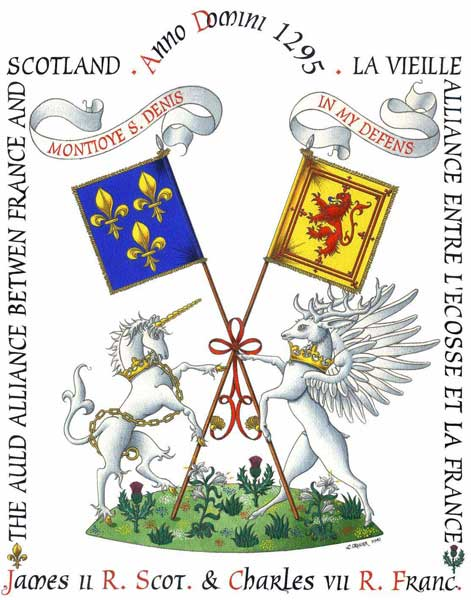 Anno Domini 1295
THE AULD ALLIANCE BETWEN FRANCE AND
SCOTLAND
LA VIEILLE
ALLIANCE ENTRE L'ECOSSE ET LA FRANCE
MONTIOYE S. DENIS
IN MY DEFENS
James II R. Scot. & Charles VII R. Franc.